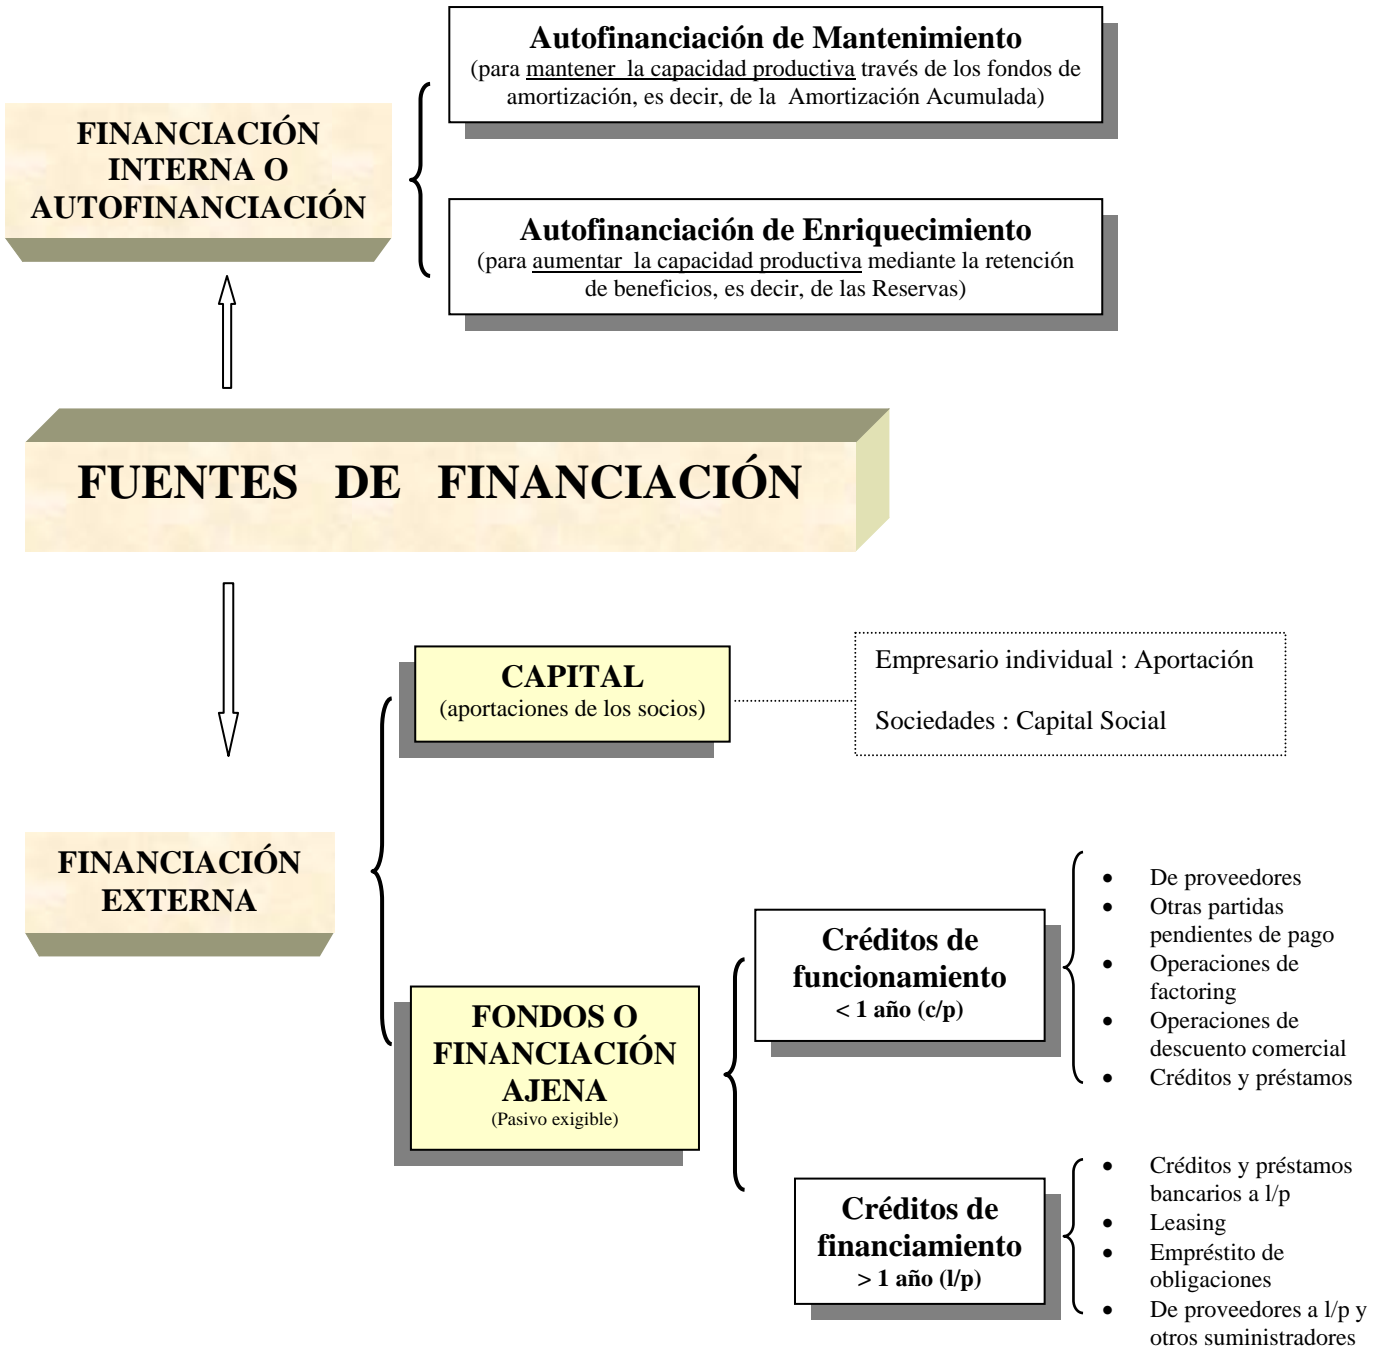 Autofinanciación de Mantenimiento
(para mantener la capacidad productiva través de los fondos de
amortización, es decir, de la Amortización Acumulada)
FINANCIACIÓN
INTERNA O
AUTOFINANCIACIÓN
Autofinanciación de Enriquecimiento
(para aumentar la capacidad productiva mediante la retención
de beneficios, es decir, de las Reservas)
FUENTES DE FINANCIACIÓN
CAPITAL
(aportaciones de los socios)
Empresario individual : Aportación
Sociedades : Capital Social
FINANCIACIÓN
EXTERNA
FONDOS O
FINANCIACIÓN
AJENA
(Pasivo exigible)
Créditos de
funcionamiento
< 1 año (c/p)
• De proveedores
• Otras partidas
pendientes de pago
• Operaciones de
factoring
• Operaciones de
descuento comercial
• Créditos y préstamos
Créditos de
financiamiento
> 1 año (l/p)
• Créditos y préstamos
bancarios a l/p
• Leasing
• Empréstito de
obligaciones
• De proveedores a l/p y
otros suministradores